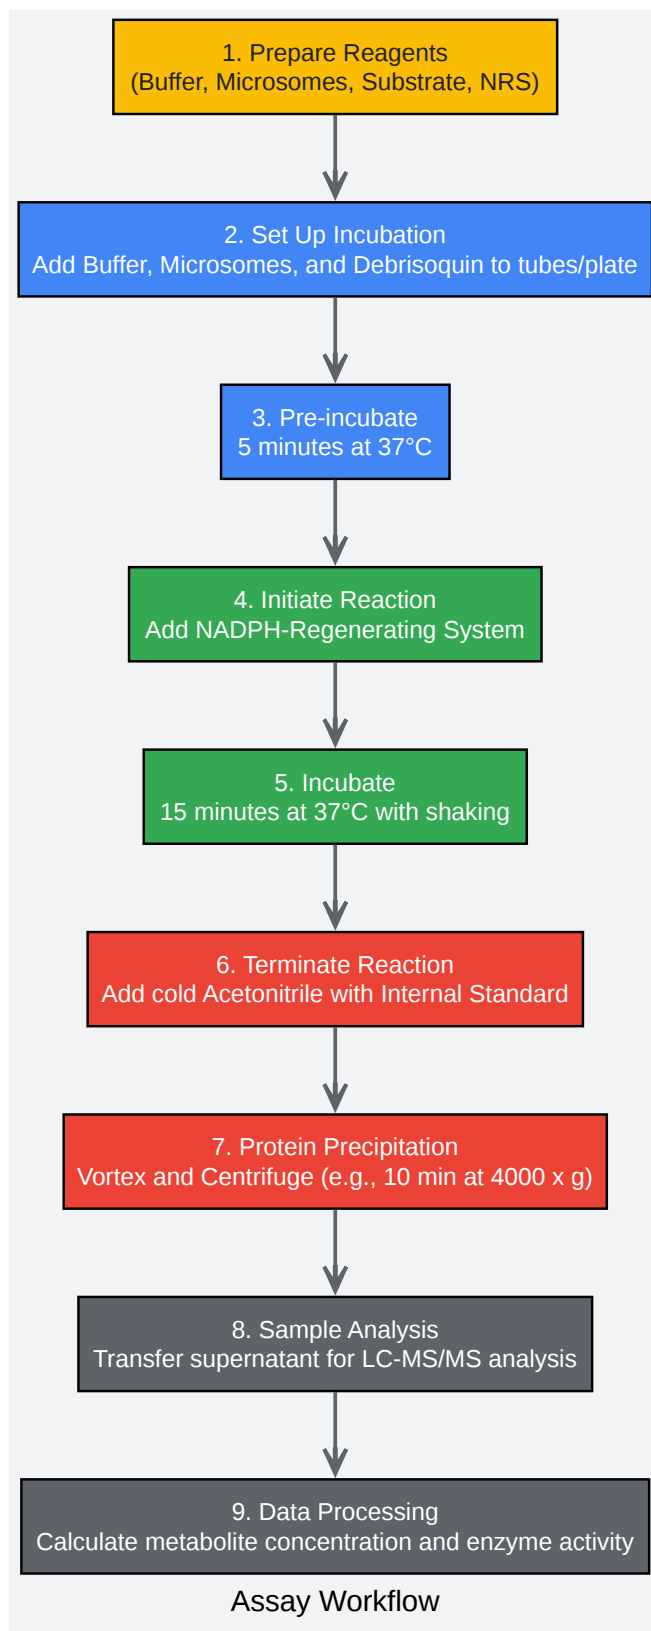 1. Prepare Reagents
(Buffer, Microsomes, Substrate, NRS)
2. Set Up Incubation
Add Buffer, Microsomes, and Debrisoquin to tubes/plate
3. Pre-incubate
5 minutes at 37°C
4. Initiate Reaction
Add NADPH-Regenerating System
5. Incubate
15 minutes at 37°C with shaking
6. Terminate Reaction
Add cold Acetonitrile with Internal Standard
7. Protein Precipitation
Vortex and Centrifuge (e.g., 10 min at 4000 x g)
8. Sample Analysis
Transfer supernatant for LC-MS/MS analysis
9. Data Processing
Calculate metabolite concentration and enzyme activity
Assay Workflow